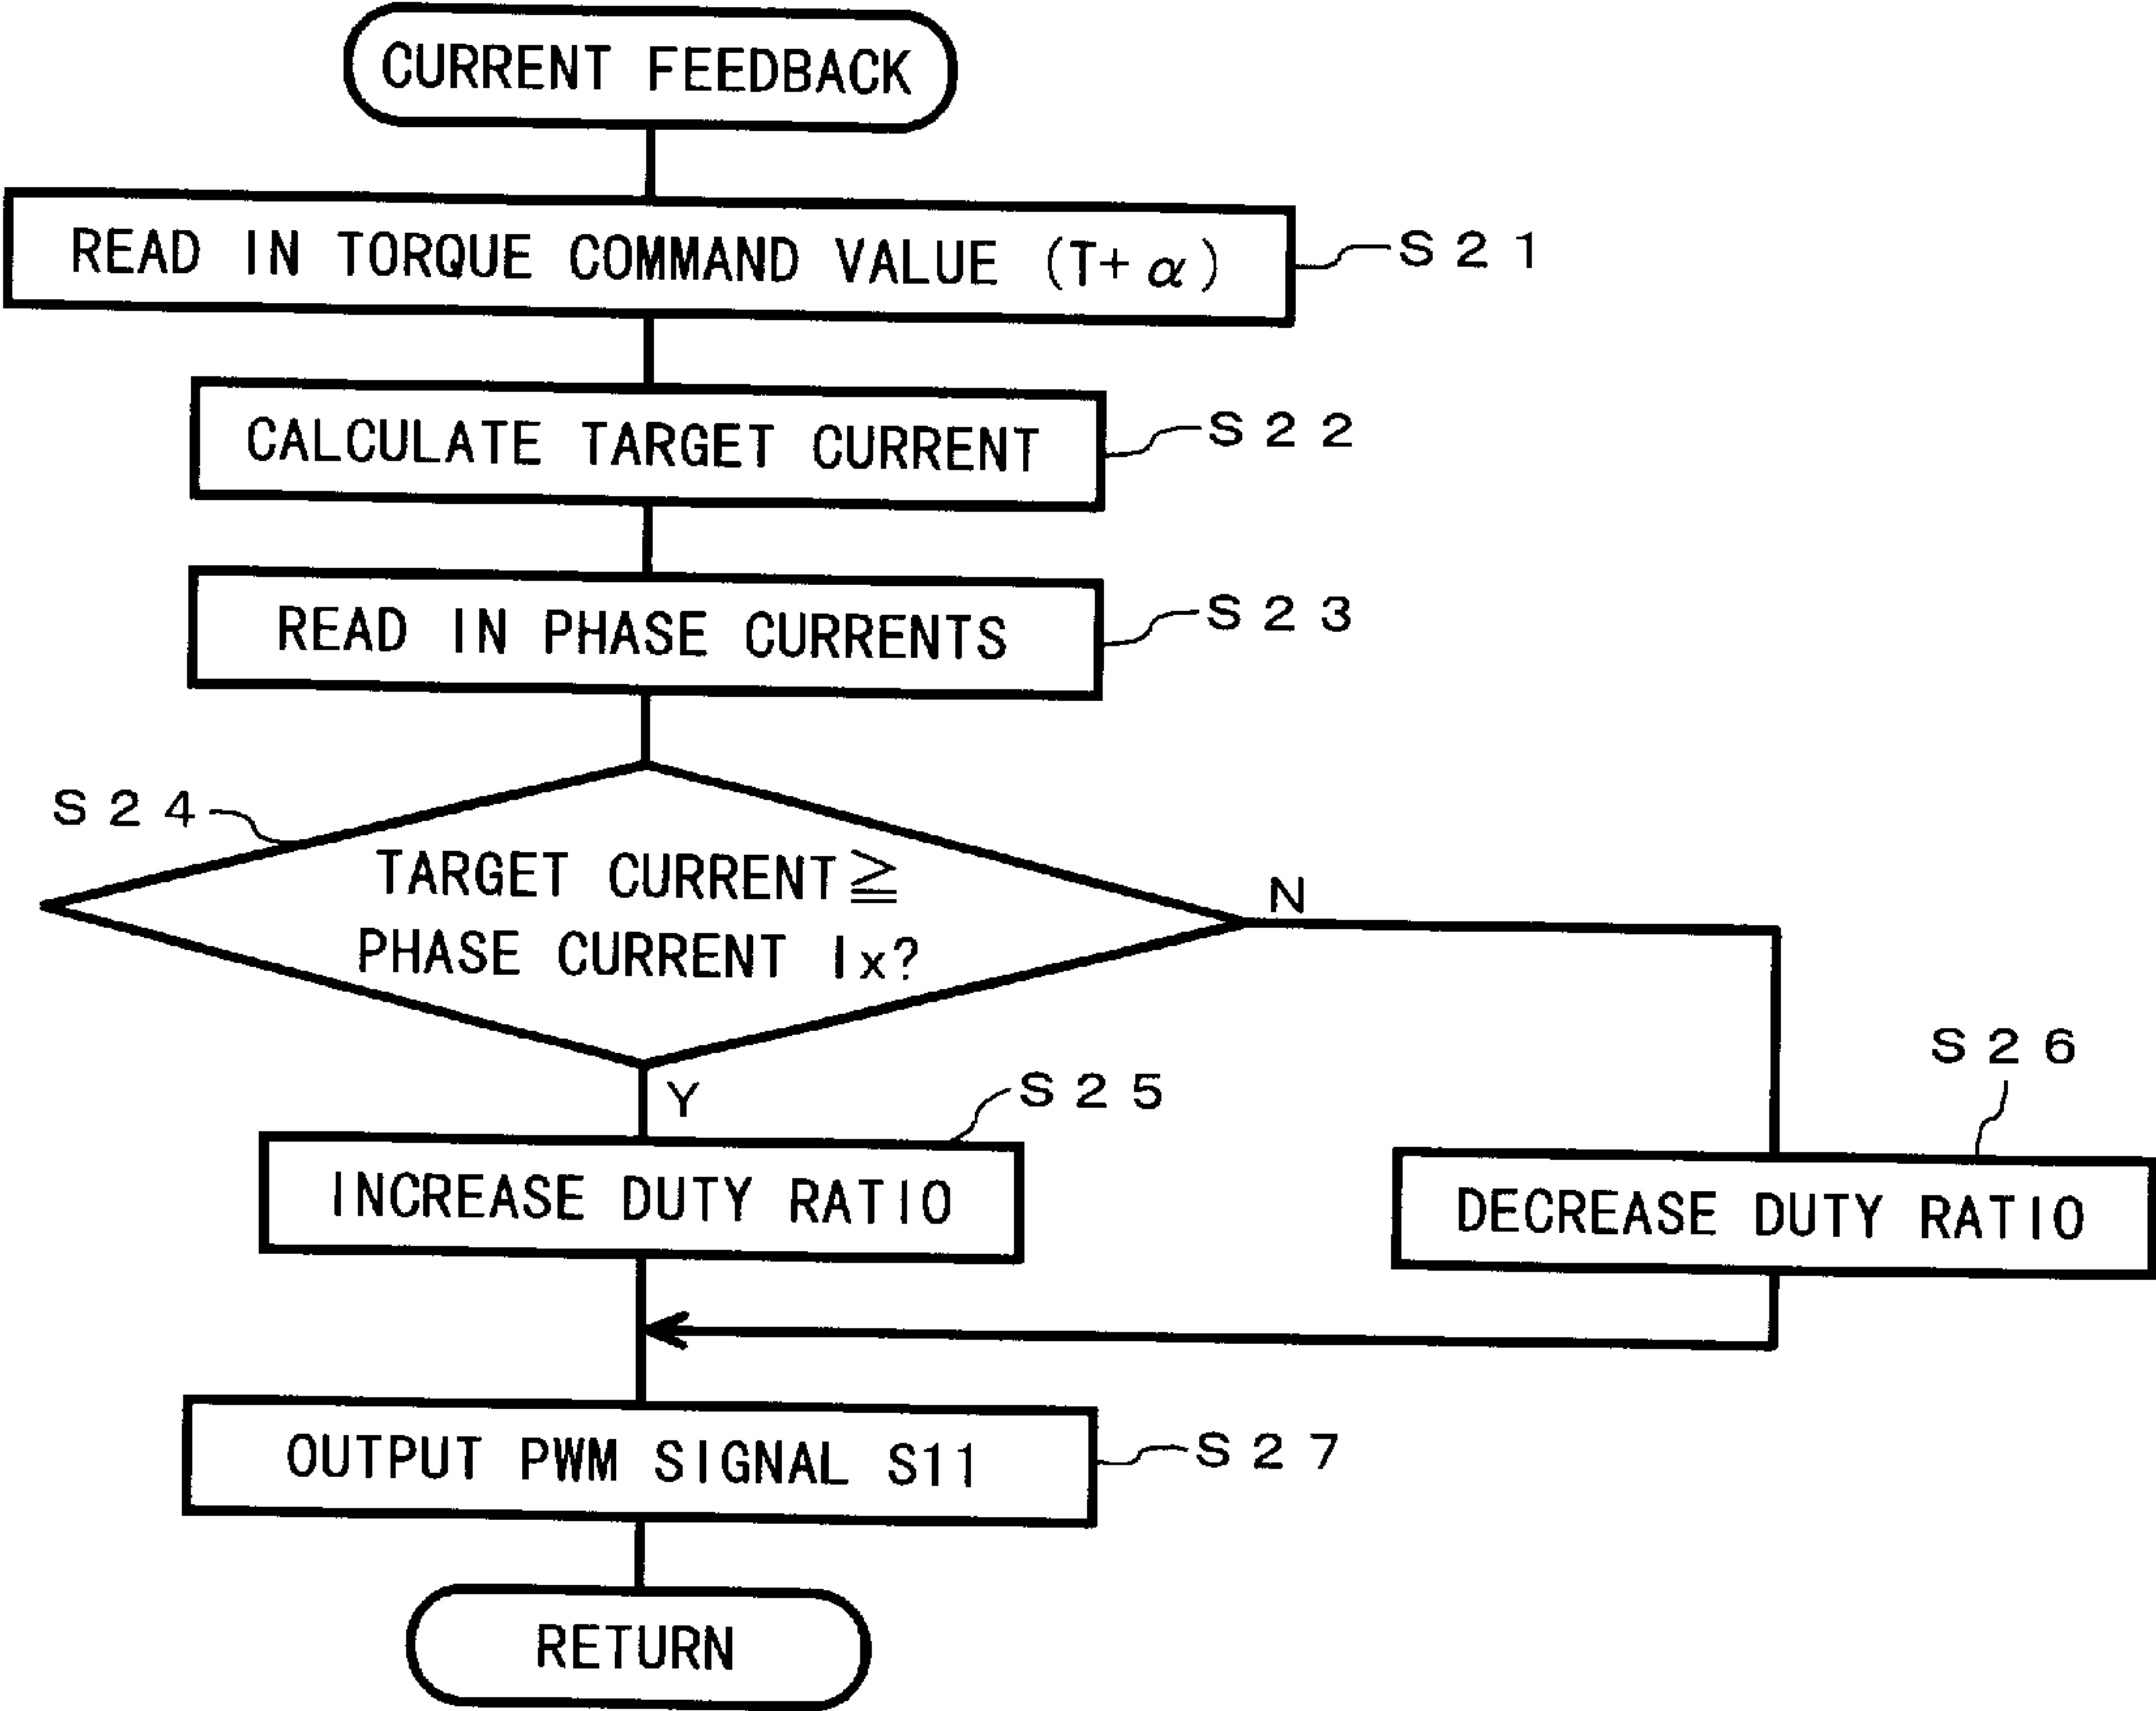 CURRENT FEEDBACK
READ IN TORQUE COMMAND VALUE (T+α)
S21
CALCULATE TARGET CURRENT
S22
READ IN PHASE CURRENTS
S23
S24
TARGET CURRENT≧
PHASE CURRENT Ix?
N
Y
S25
S26
INCREASE DUTY RATIO
DECREASE DUTY RATIO
OUTPUT PWM SIGNAL S11
S27
RETURN